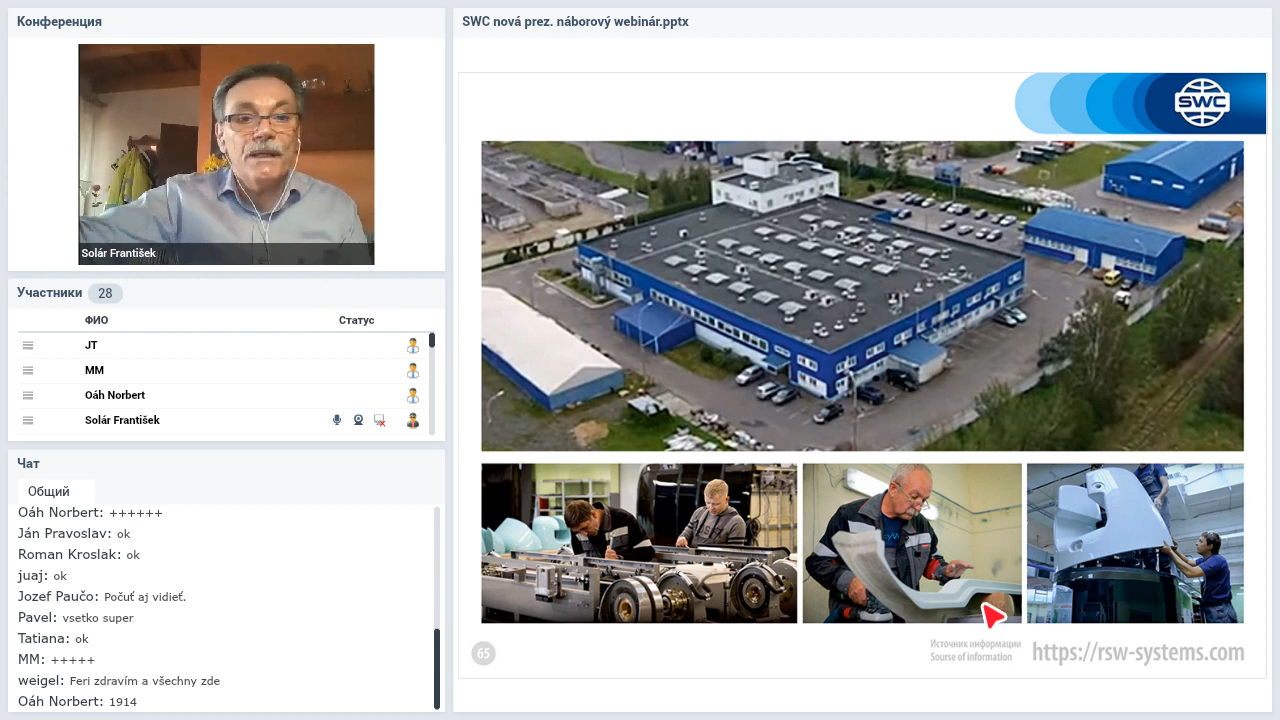 Конференция
Solár František
Участники 28
ФИО Статус
JT
MM
Oáh Norbert
Solár František
Чат
Общий
Oáh Norbert: ++++++
Ján Pravoslav: ok
Roman Kroslak: ok
juaj: ok
Jozef Paučo: Počuť aj vidieť.
Pavel: vsetko super
Tatiana: ok
MM: +++++
weigel: Feri zdravím a všechny zde
Oáh Norbert: 1914
SWC nová prez. náborový webinár.pptx
SWC
65
Источник информации
Sourse of information
https://rsw-systems.com